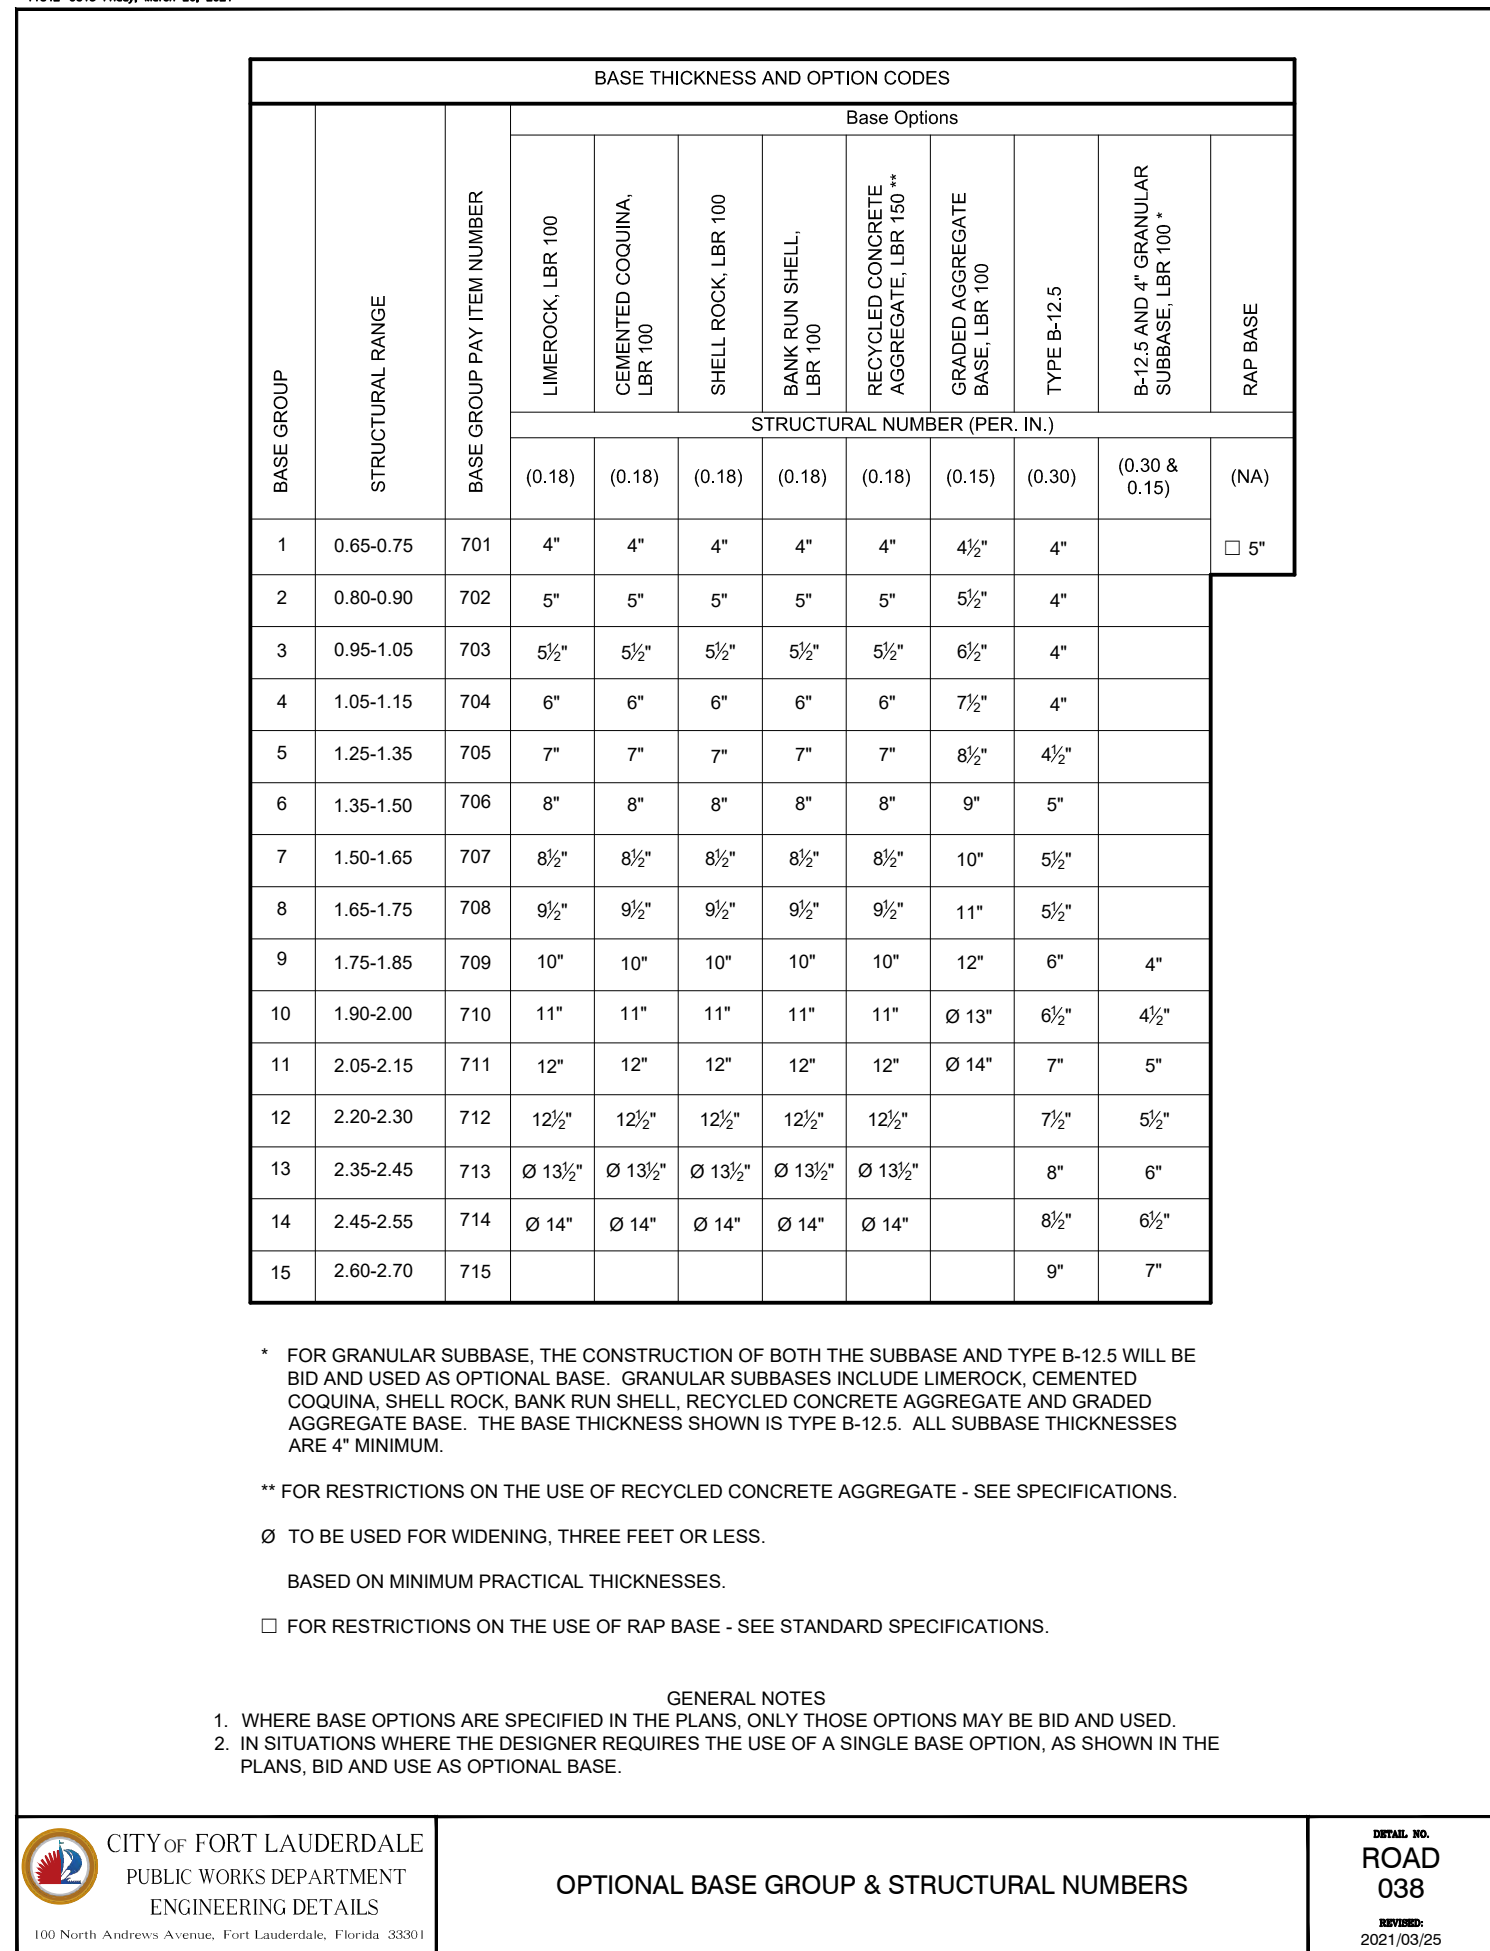 BASE THICKNESS AND OPTION CODES
BASE GROUP
STRUCTURAL RANGE
BASE GROUP PAY ITEM NUMBER
Base Options
LIMEROCK, LBR 100
CEMENTED COQUINA,
LBR 100
SHELL ROCK, LBR 100
BANK RUN SHELL,
LBR 100
RECYCLED CONCRETE
AGGREGATE, LBR 150 **
GRADED AGGREGATE
BASE, LBR 100
TYPE B-12.5
B-12.5 AND 4" GRANULAR
SUBBASE, LBR 100 *
RAP BASE
STRUCTURAL NUMBER (PER. IN.)
(0.18) (0.18) (0.18) (0.18) (0.18) (0.15) (0.30) (0.30 & 0.15) (NA)
1 0.65-0.75 701 4" 4" 4" 4" 4" 4½" 4" □ 5"
2 0.80-0.90 702 5" 5" 5" 5" 5" 5½" 4"
3 0.95-1.05 703 5½" 5½" 5½" 5½" 5½" 6½" 4"
4 1.05-1.15 704 6" 6" 6" 6" 6" 7½" 4"
5 1.25-1.35 705 7" 7" 7" 7" 7" 8½" 4½"
6 1.35-1.50 706 8" 8" 8" 8" 8" 9" 5"
7 1.50-1.65 707 8½" 8½" 8½" 8½" 8½" 10" 5½"
8 1.65-1.75 708 9½" 9½" 9½" 9½" 9½" 11" 5½"
9 1.75-1.85 709 10" 10" 10" 10" 10" 12" 6" 4"
10 1.90-2.00 710 11" 11" 11" 11" 11" Ø 13" 6½" 4½"
11 2.05-2.15 711 12" 12" 12" 12" 12" Ø 14" 7" 5"
12 2.20-2.30 712 12½" 12½" 12½" 12½" 12½" 7½" 5½"
13 2.35-2.45 713 Ø 13½" Ø 13½" Ø 13½" Ø 13½" Ø 13½" 8" 6"
14 2.45-2.55 714 Ø 14" Ø 14" Ø 14" Ø 14" Ø 14" 8½" 6½"
15 2.60-2.70 715 9" 7"
* FOR GRANULAR SUBBASE, THE CONSTRUCTION OF BOTH THE SUBBASE AND TYPE B-12.5 WILL BE
BID AND USED AS OPTIONAL BASE. GRANULAR SUBBASES INCLUDE LIMEROCK, CEMENTED
COQUINA, SHELL ROCK, BANK RUN SHELL, RECYCLED CONCRETE AGGREGATE AND GRADED
AGGREGATE BASE. THE BASE THICKNESS SHOWN IS TYPE B-12.5. ALL SUBBASE THICKNESSES
ARE 4" MINIMUM.
** FOR RESTRICTIONS ON THE USE OF RECYCLED CONCRETE AGGREGATE - SEE SPECIFICATIONS.
Ø TO BE USED FOR WIDENING, THREE FEET OR LESS.
BASED ON MINIMUM PRACTICAL THICKNESSES.
□ FOR RESTRICTIONS ON THE USE OF RAP BASE - SEE STANDARD SPECIFICATIONS.
GENERAL NOTES
1. WHERE BASE OPTIONS ARE SPECIFIED IN THE PLANS, ONLY THOSE OPTIONS MAY BE BID AND USED.
2. IN SITUATIONS WHERE THE DESIGNER REQUIRES THE USE OF A SINGLE BASE OPTION, AS SHOWN IN THE
PLANS, BID AND USE AS OPTIONAL BASE.
CITY OF FORT LAUDERDALE
PUBLIC WORKS DEPARTMENT
ENGINEERING DETAILS
100 North Andrews Avenue, Fort Lauderdale, Florida 33301
OPTIONAL BASE GROUP & STRUCTURAL NUMBERS
DETAIL NO.
ROAD
038
REVISED:
2021/03/25